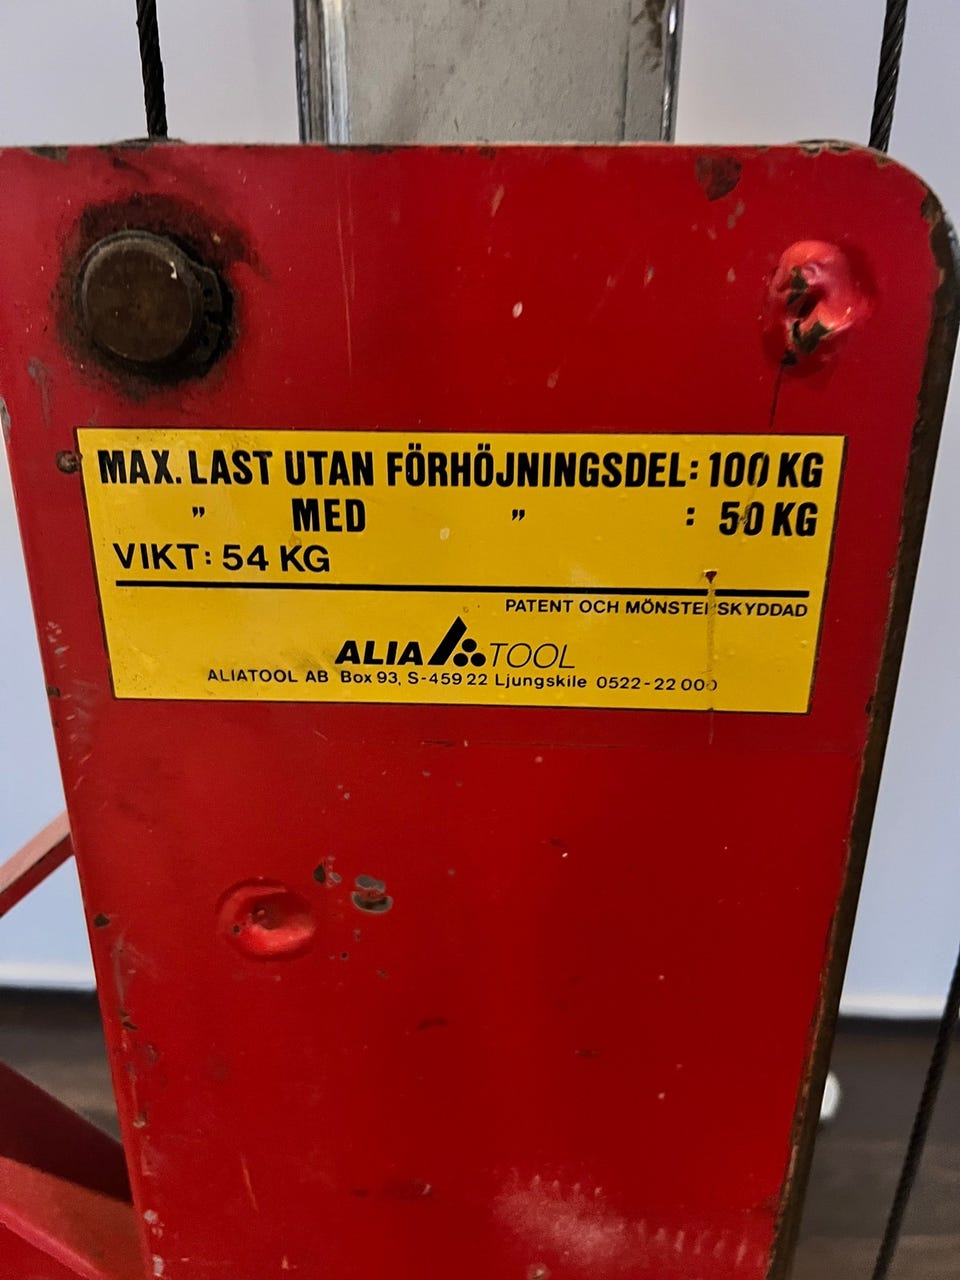 MAX. LAST UTAN FÖRHÖJNINGSDEL: 100 KG
" MED " : 50 KG
VIKT: 54 KG
PATENT OCH MÖNSTERSKYDDAD
ALIA TOOL
ALIATOOL AB Box 93, S-459 22 Ljungskile 0522-22 000